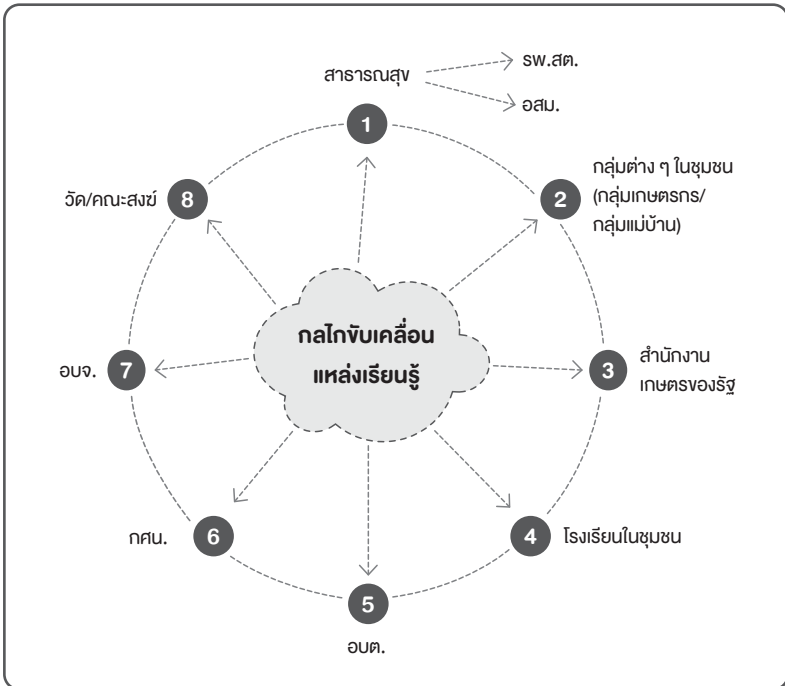 สาธารณสุข
รพ.สต.
อสม.
1
กลุ่มต่าง ๆ ในชุมชน
(กลุ่มเกษตรกร/
กลุ่มแม่บ้าน)
2
สำนักงาน
เกษตรของรัฐ
3
โรงเรียนในชุมชน
4
5
อบต.
กศน.
6
อบจ.
7
วัด/คณะสงฆ์
8
กลไกขับเคลื่อน
แหล่งเรียนรู้